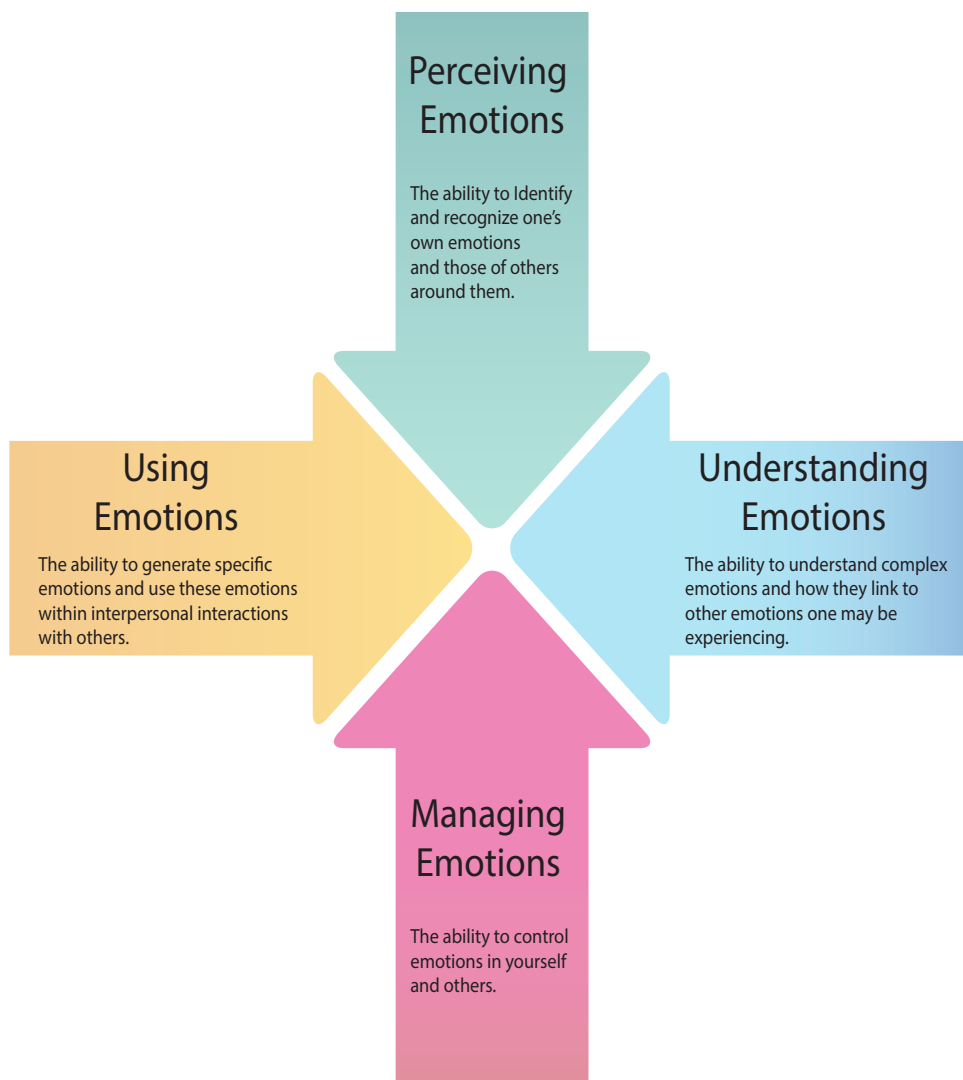 Perceiving
Emotions
The ability to Identify
and recognize one's
own emotions
and those of others
around them.
Using
Emotions
The ability to generate specific
emotions and use these emotions
within interpersonal interactions
with others.
Understanding
Emotions
The ability to understand complex
emotions and how they link to
other emotions one may be
experiencing.
Managing
Emotions
The ability to control
emotions in yourself
and others.